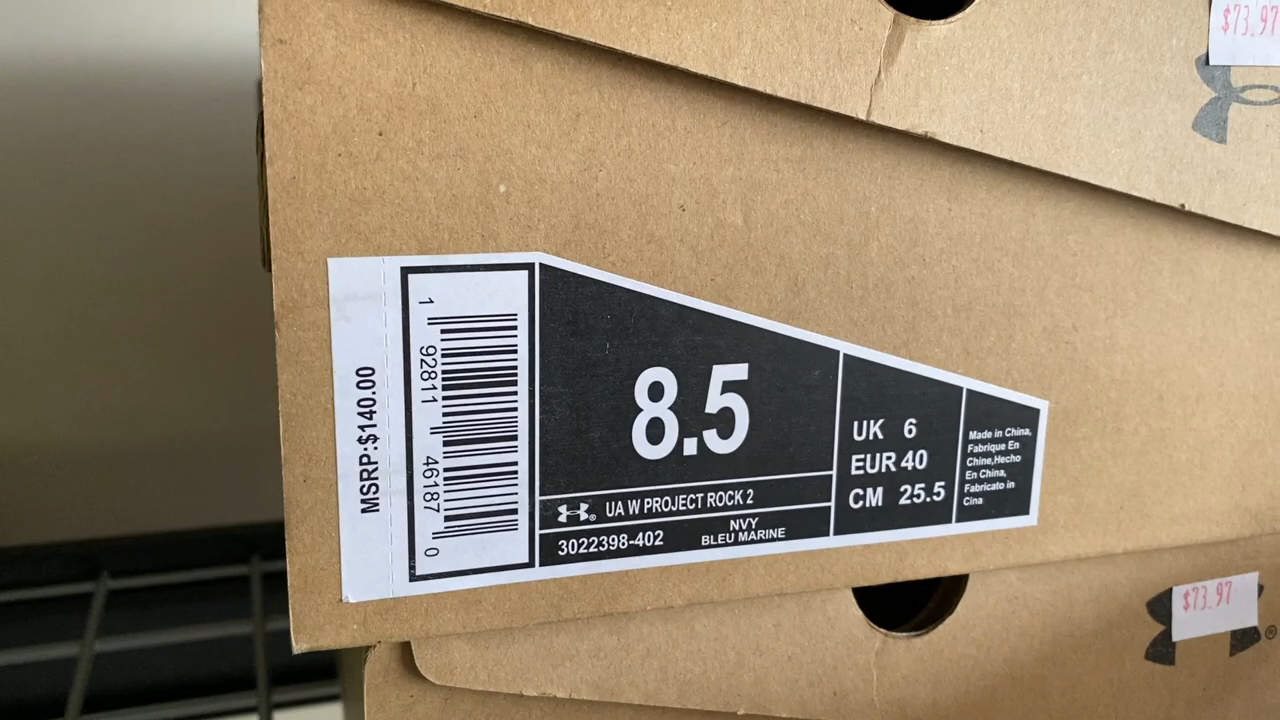 $73.97
MSRP:$140.00
1 92811 46187 0
8.5
UA W PROJECT ROCK 2
3022398-402
NVY
BLEU MARINE
UK 6
EUR 40
CM 25.5
Made in China,
Fabrique En
Chine,Hecho
En China,
Fabricato in
Cina
$73.97